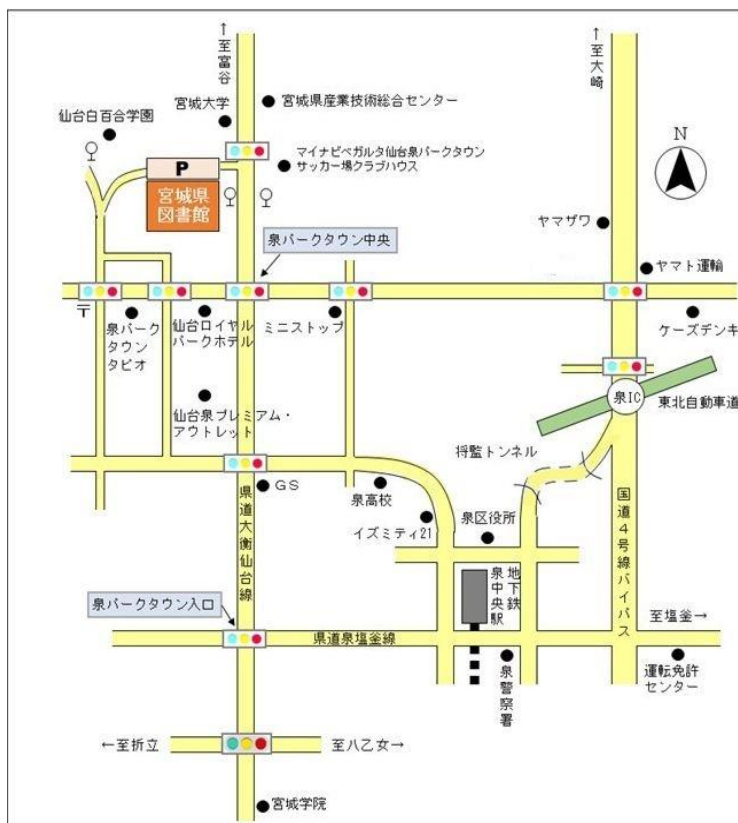 ↑至富谷
↑至大崎
仙台白百合学園
宮城大学
宮城県産業技術総合センター
マイナビベガルタ仙台泉パークタウン
サッカー場クラブハウス
N
P
宮城県
図書館
ヤマザワ
泉パークタウン中央
ヤマト運輸
〒
泉パーク
タウン
タピオ
仙台ロイヤル
パークホテル
ミニストップ
ケーズデンキ
仙台泉プレミアム・
アウトレット
泉IC
東北自動車道
将監トンネル
GS
泉高校
イズミティ21
泉区役所
県道大衡仙台線
国道4号線バイパス
地下鉄
泉中央駅
泉パークタウン入口
至塩釜→
県道泉塩釜線
泉警察署
運転免許
センター
←至折立
至八乙女→
宮城学院